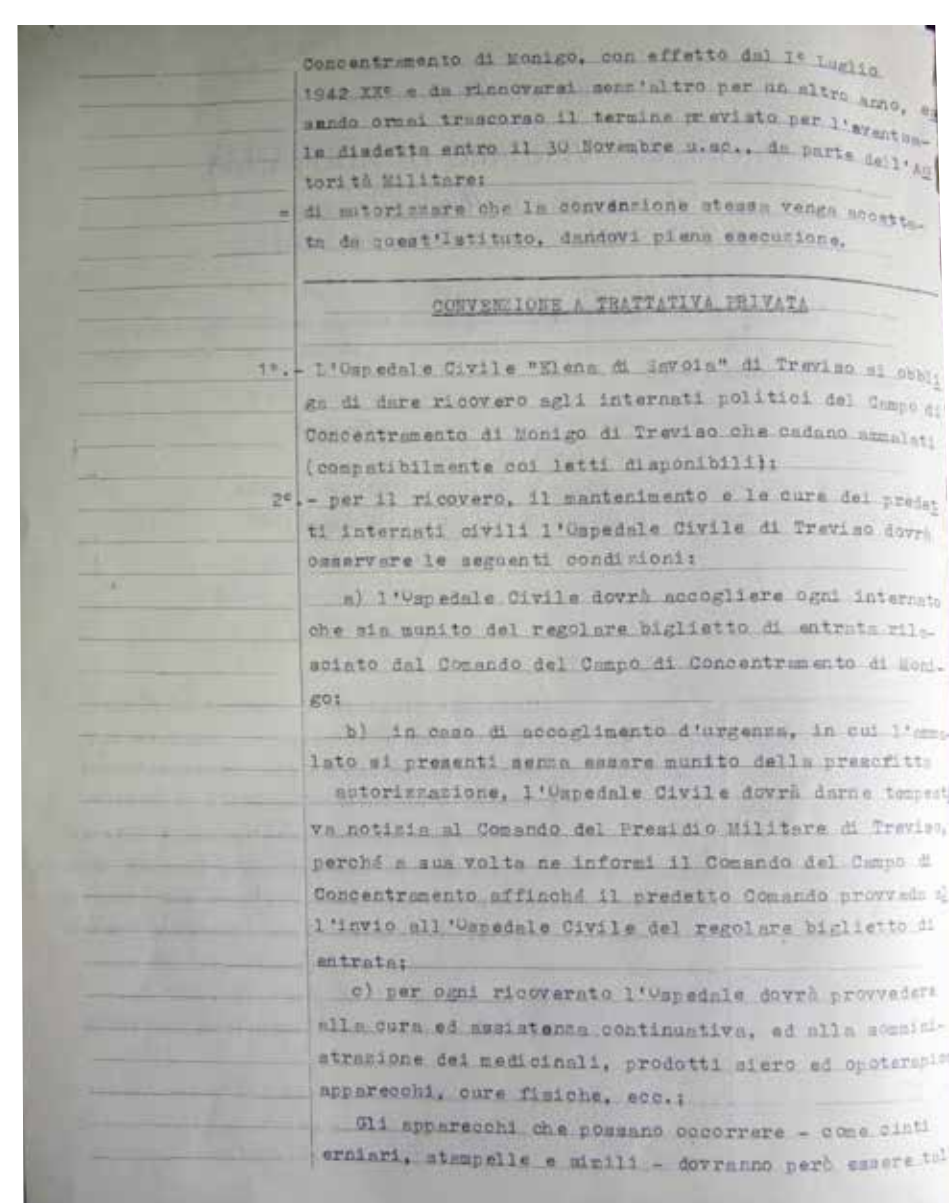 Concentramento di Monigo, con effetto dal I° Luglio
1942 XX° e da rinnovarsi senz'altro per un altro anno, es
sendo ormai trascorso il termine previsto per l'eventua-
le disdetta entro il 30 Novembre u.sc., da parte dell'Au
torità Militare;
= di autorizzare che la convenzione stessa venga accetta-
ta da quest'Istituto, dandovi piena esecuzione.
CONVENZIONE A TRATTATIVA PRIVATA
1°.- L'Ospedale Civile "Elena di Savoia" di Treviso si obbli
ga di dare ricovero agli internati politici del Campo di
Concentramento di Monigo di Treviso che cadano ammalati
(compatibilmente coi letti disponibili);
2°.- per il ricovero, il mantenimento e le cure dei predet
ti internati civili l'Ospedale Civile di Treviso dovrà
osservare le seguenti condizioni:
a) l'Ospedale Civile dovrà accogliere ogni internato
che sia munito del regolare biglietto di entrata rila-
sciato dal Comando del Campo di Concentramento di Moni-
go;
b) in caso di accoglimento d'urgenza, in cui l'amma
lato si presenti senza essere munito della prescritta
autorizzazione, l'Ospedale Civile dovrà darne tempesti
va notizia al Comando del Presidio Militare di Treviso,
perché a sua volta ne informi il Comando del Campo di
Concentramento affinché il predetto Comando provveda al
l'invio all'Ospedale Civile del regolare biglietto di
entrata;
c) per ogni ricoverato l'Ospedale dovrà provvedere
alla cura ed assistenza continuativa, ed alla sommini-
strazione dei medicinali, prodotti siero ed opoterapici
apparecchi, cure fisiche, ecc.;
Gli apparecchi che possano occorrere - come cinti
erniari, stampelle e simili - dovranno però essere tol